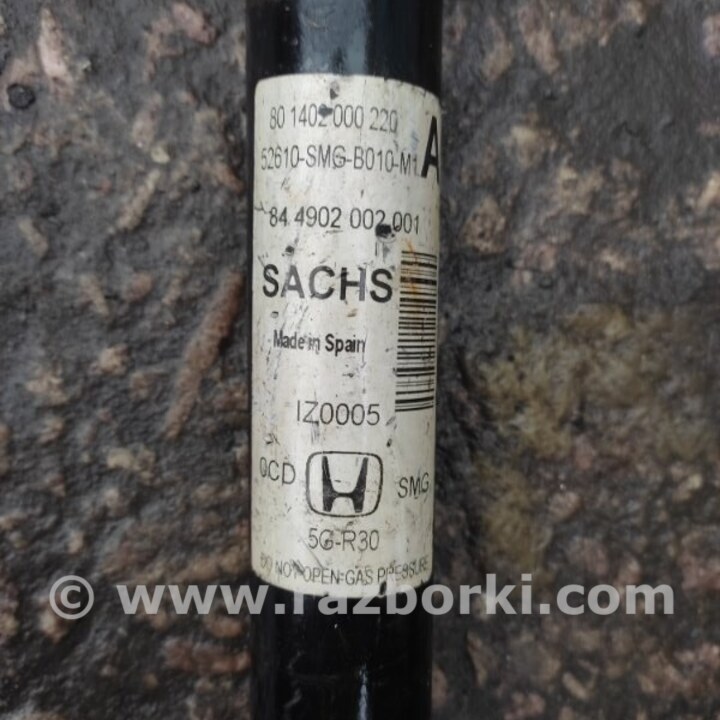 80 1402 000 220
52610-SMG-B010-M1 A
84 4902 002 001
SACHS
Made in Spain
IZ0005
QCD SMG
5G-R30
DO NOT OPEN-GAS PRESSURE
© www.razborki.com